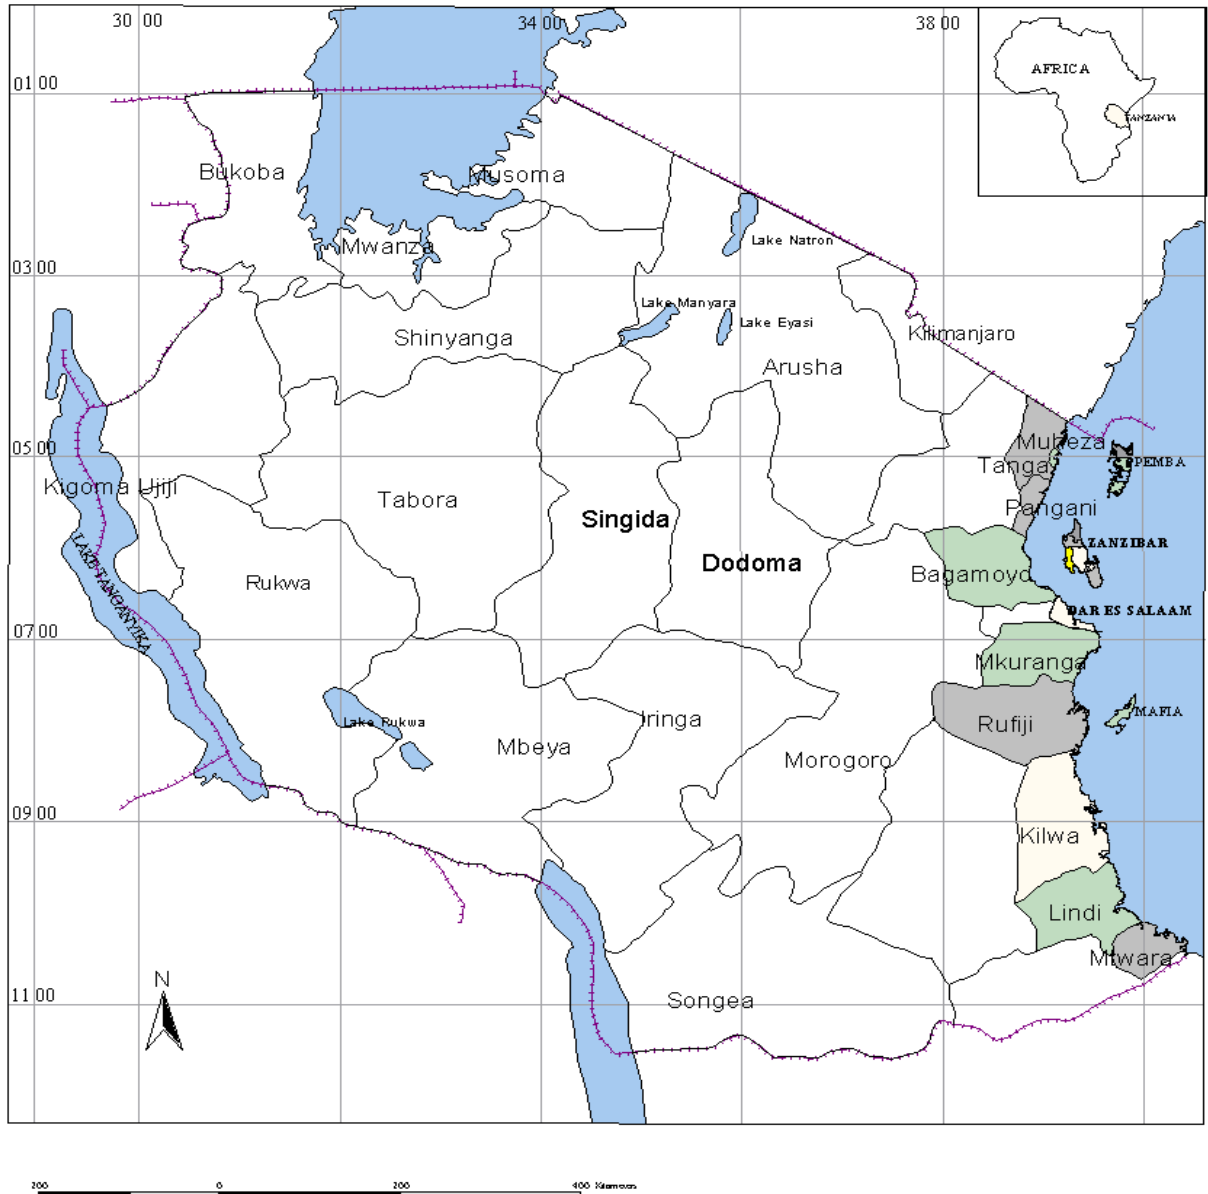 30 00
34 00
38 00
AFRICA
TANZANIA
01 00
Bukoba
Musoma
Mwanza
Lake Natron
03 00
Lake Manyara
Lake Eyasi
Shinyanga
Kilimanjaro
Arusha
05 00
Muheza
Tanga
PEMBA
Kigoma Ujiji
Tabora
Pangani
Singida
ZANZIBAR
LAKE TANGANYIKA
Dodoma
Rukwa
Bagamoyo
DAR ES SALAAM
07 00
Mkuranga
Lake Rukwa
Iringa
Rufiji
MAFIA
Mbeya
Morogoro
09 00
Kilwa
Lindi
Mtwara
N
11 00
Songea
200 0 200 400 Kilometers